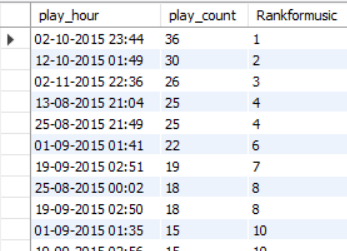 play_hour play_count Rankformusic
02-10-2015 23:44 36 1
12-10-2015 01:49 30 2
02-11-2015 22:36 26 3
13-08-2015 21:04 25 4
25-08-2015 21:49 25 4
01-09-2015 01:41 22 6
19-09-2015 02:51 19 7
25-08-2015 00:02 18 8
19-09-2015 02:50 18 8
01-09-2015 01:35 15 10